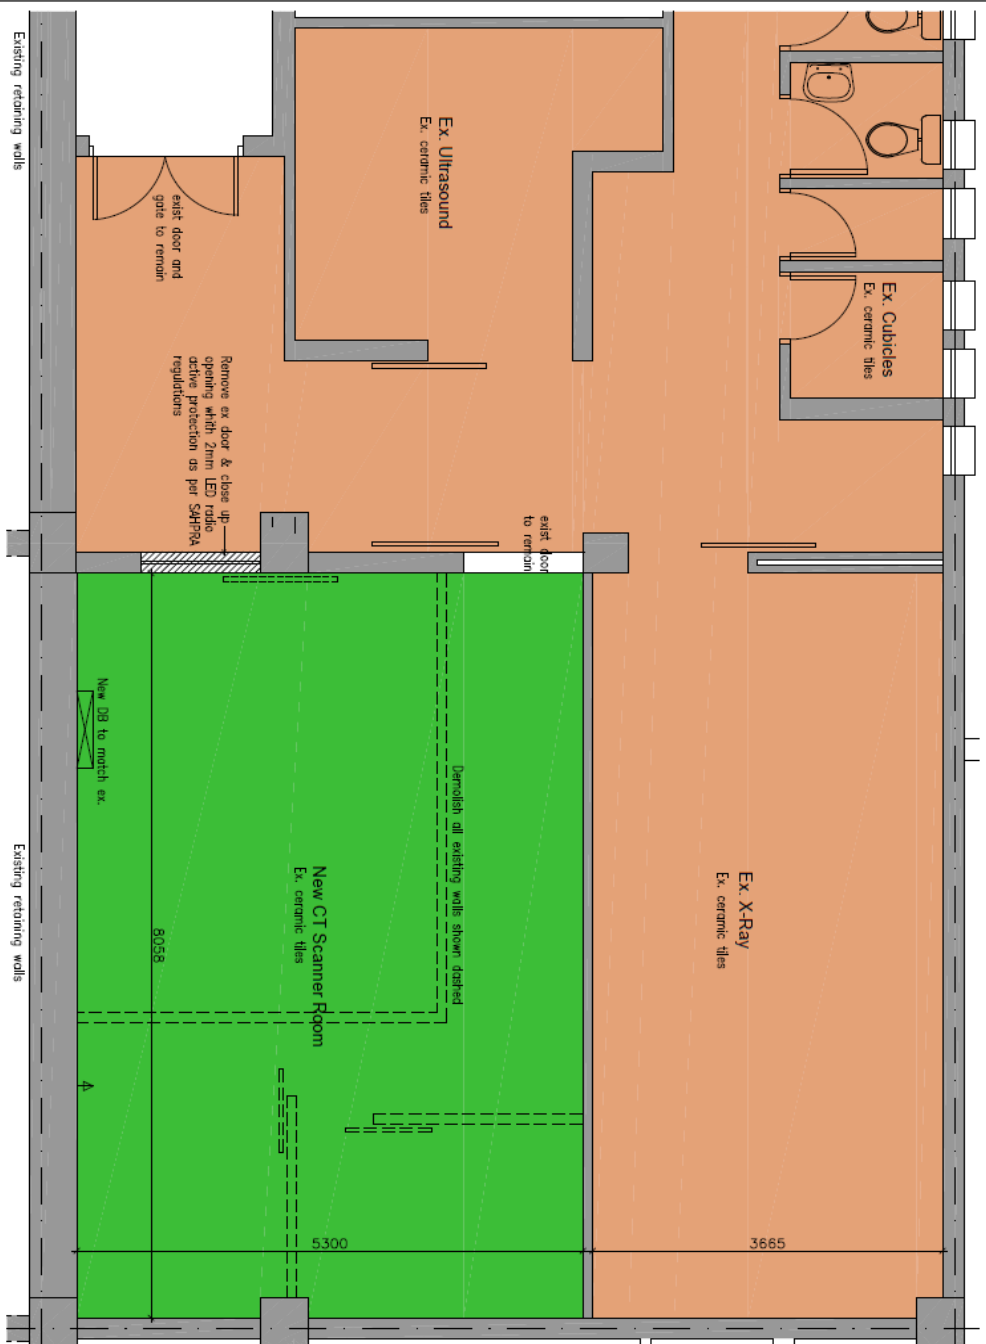 Existing retaining walls
Ex. Ultrasound
Ex. ceramic tiles
exist door and
gate to remain
Ex. Cubicles
Ex. ceramic tiles
Remove ex door & close up
opening whith 2mm LED radio
active protection as per SAHPRA
regulations
exist door
to remain
New DB to match ex.
Demolish all existing walls shown dashed
New CT Scanner Room
Ex. ceramic tiles
Ex. X-Ray
Ex. ceramic tiles
Existing retaining walls
8058
5300
3665